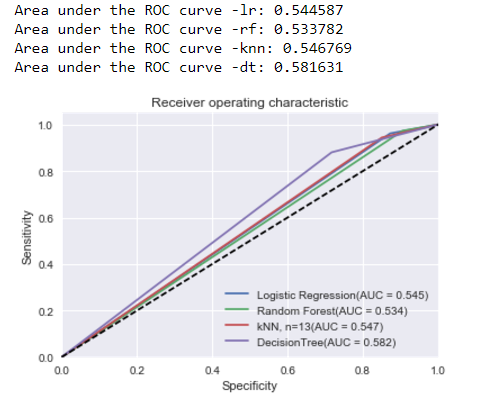 Area under the ROC curve -lr: 0.544587
Area under the ROC curve -rf: 0.533782
Area under the ROC curve -knn: 0.546769
Area under the ROC curve -dt: 0.581631
Receiver operating characteristic
1.0
0.8
0.6
0.4
0.2
0.0
Sensitivity
Logistic Regression(AUC = 0.545)
Random Forest(AUC = 0.534)
kNN, n=13(AUC = 0.547)
DecisionTree(AUC = 0.582)
0.0 0.2 0.4 0.6 0.8 1.0
Specificity